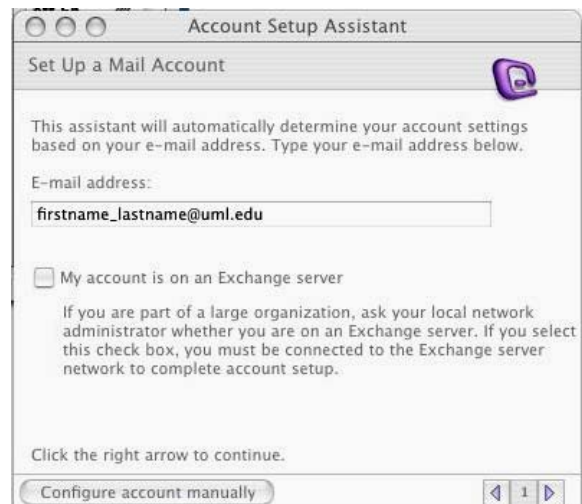 Account Setup Assistant
Set Up a Mail Account
This assistant will automatically determine your account settings
based on your e-mail address. Type your e-mail address below.
E-mail address:
firstname_lastname@uml.edu
My account is on an Exchange server
If you are part of a large organization, ask your local network
administrator whether you are on an Exchange server. If you select
this check box, you must be connected to the Exchange server
network to complete account setup.
Click the right arrow to continue.
Configure account manually
1